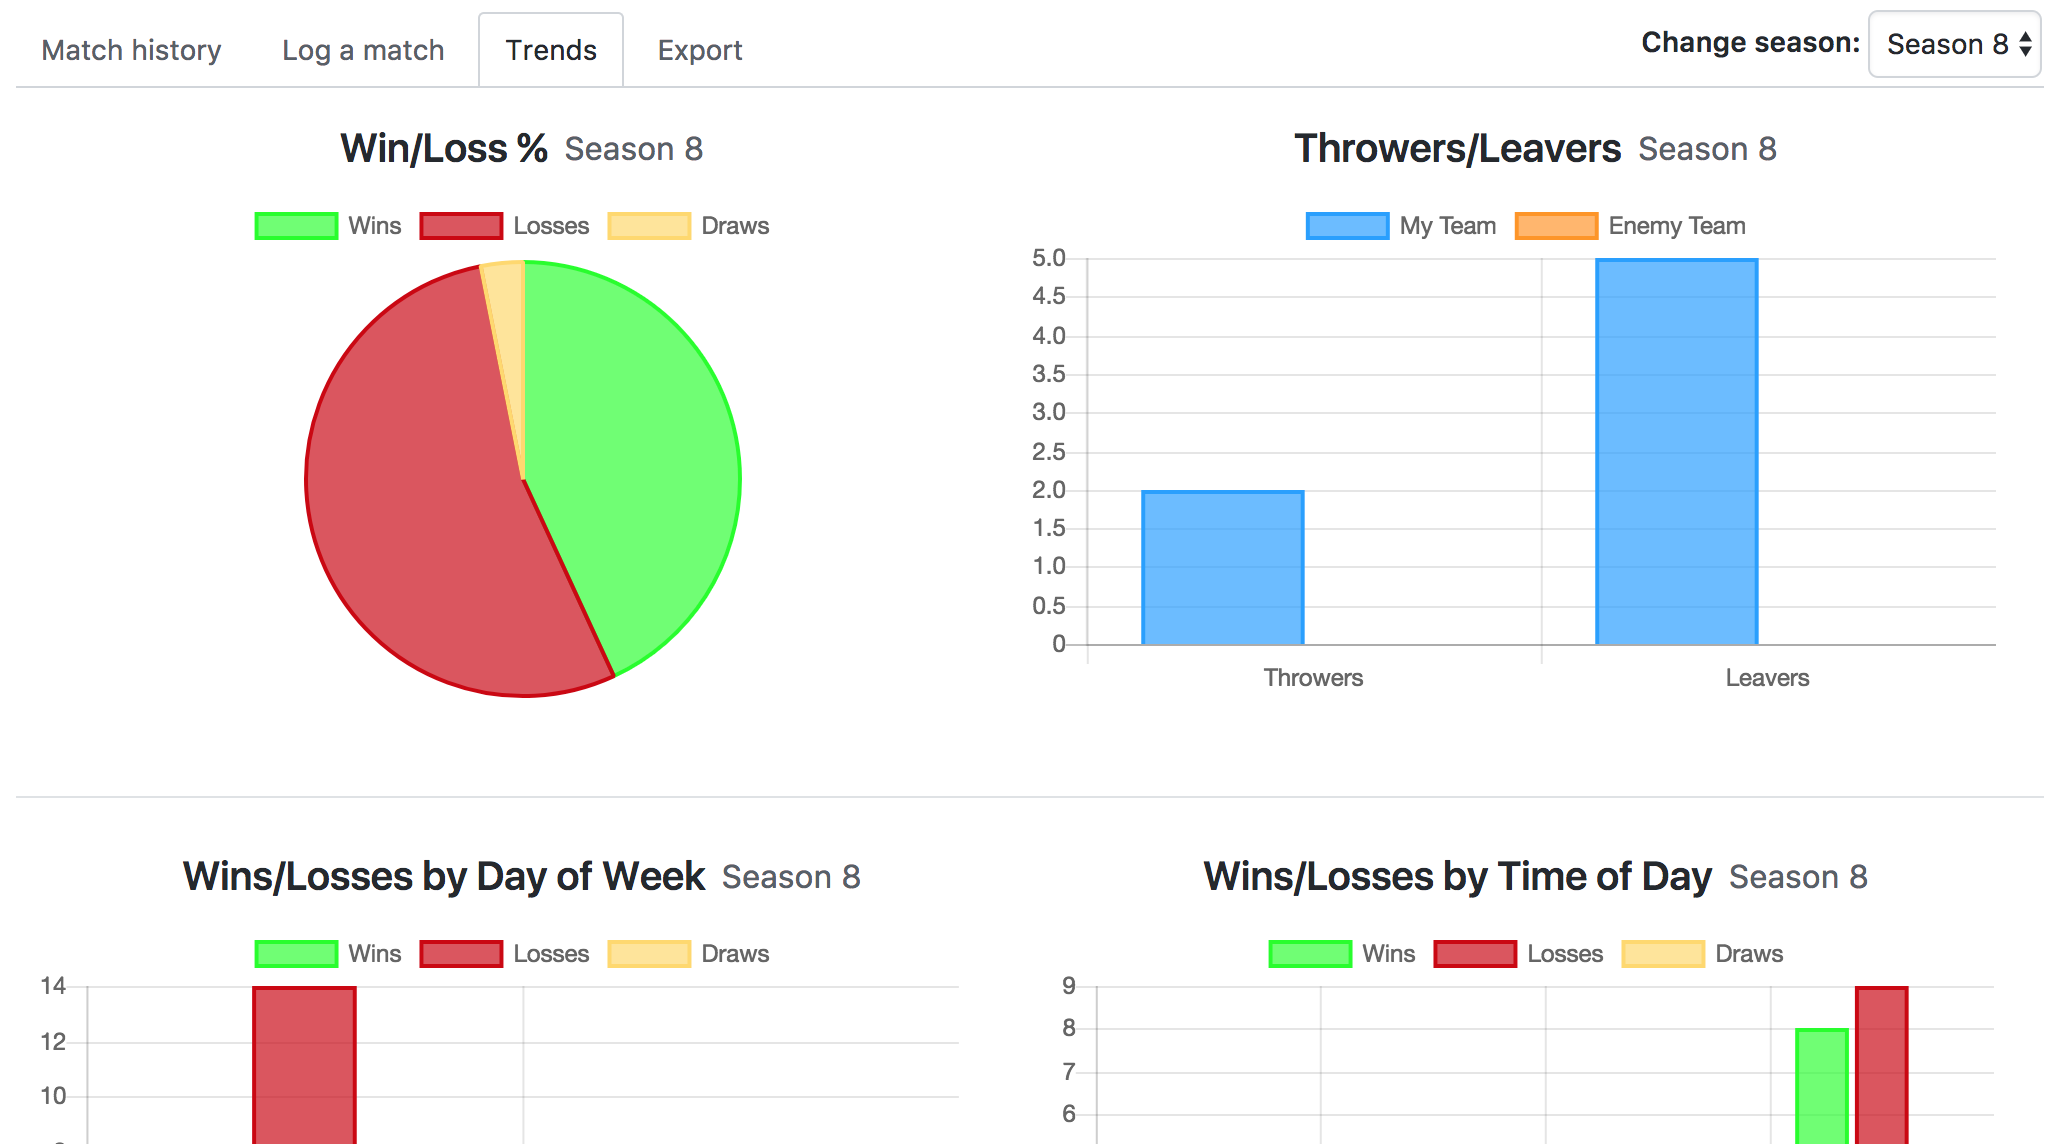 Match history Log a match Trends Export Change season: Season 8
Win/Loss % Season 8
Wins Losses Draws
Throwers/Leavers Season 8
My Team Enemy Team
5.0
4.5
4.0
3.5
3.0
2.5
2.0
1.5
1.0
0.5
0
Throwers Leavers
Wins/Losses by Day of Week Season 8
Wins Losses Draws
14
12
10
Wins/Losses by Time of Day Season 8
Wins Losses Draws
9
8
7
6